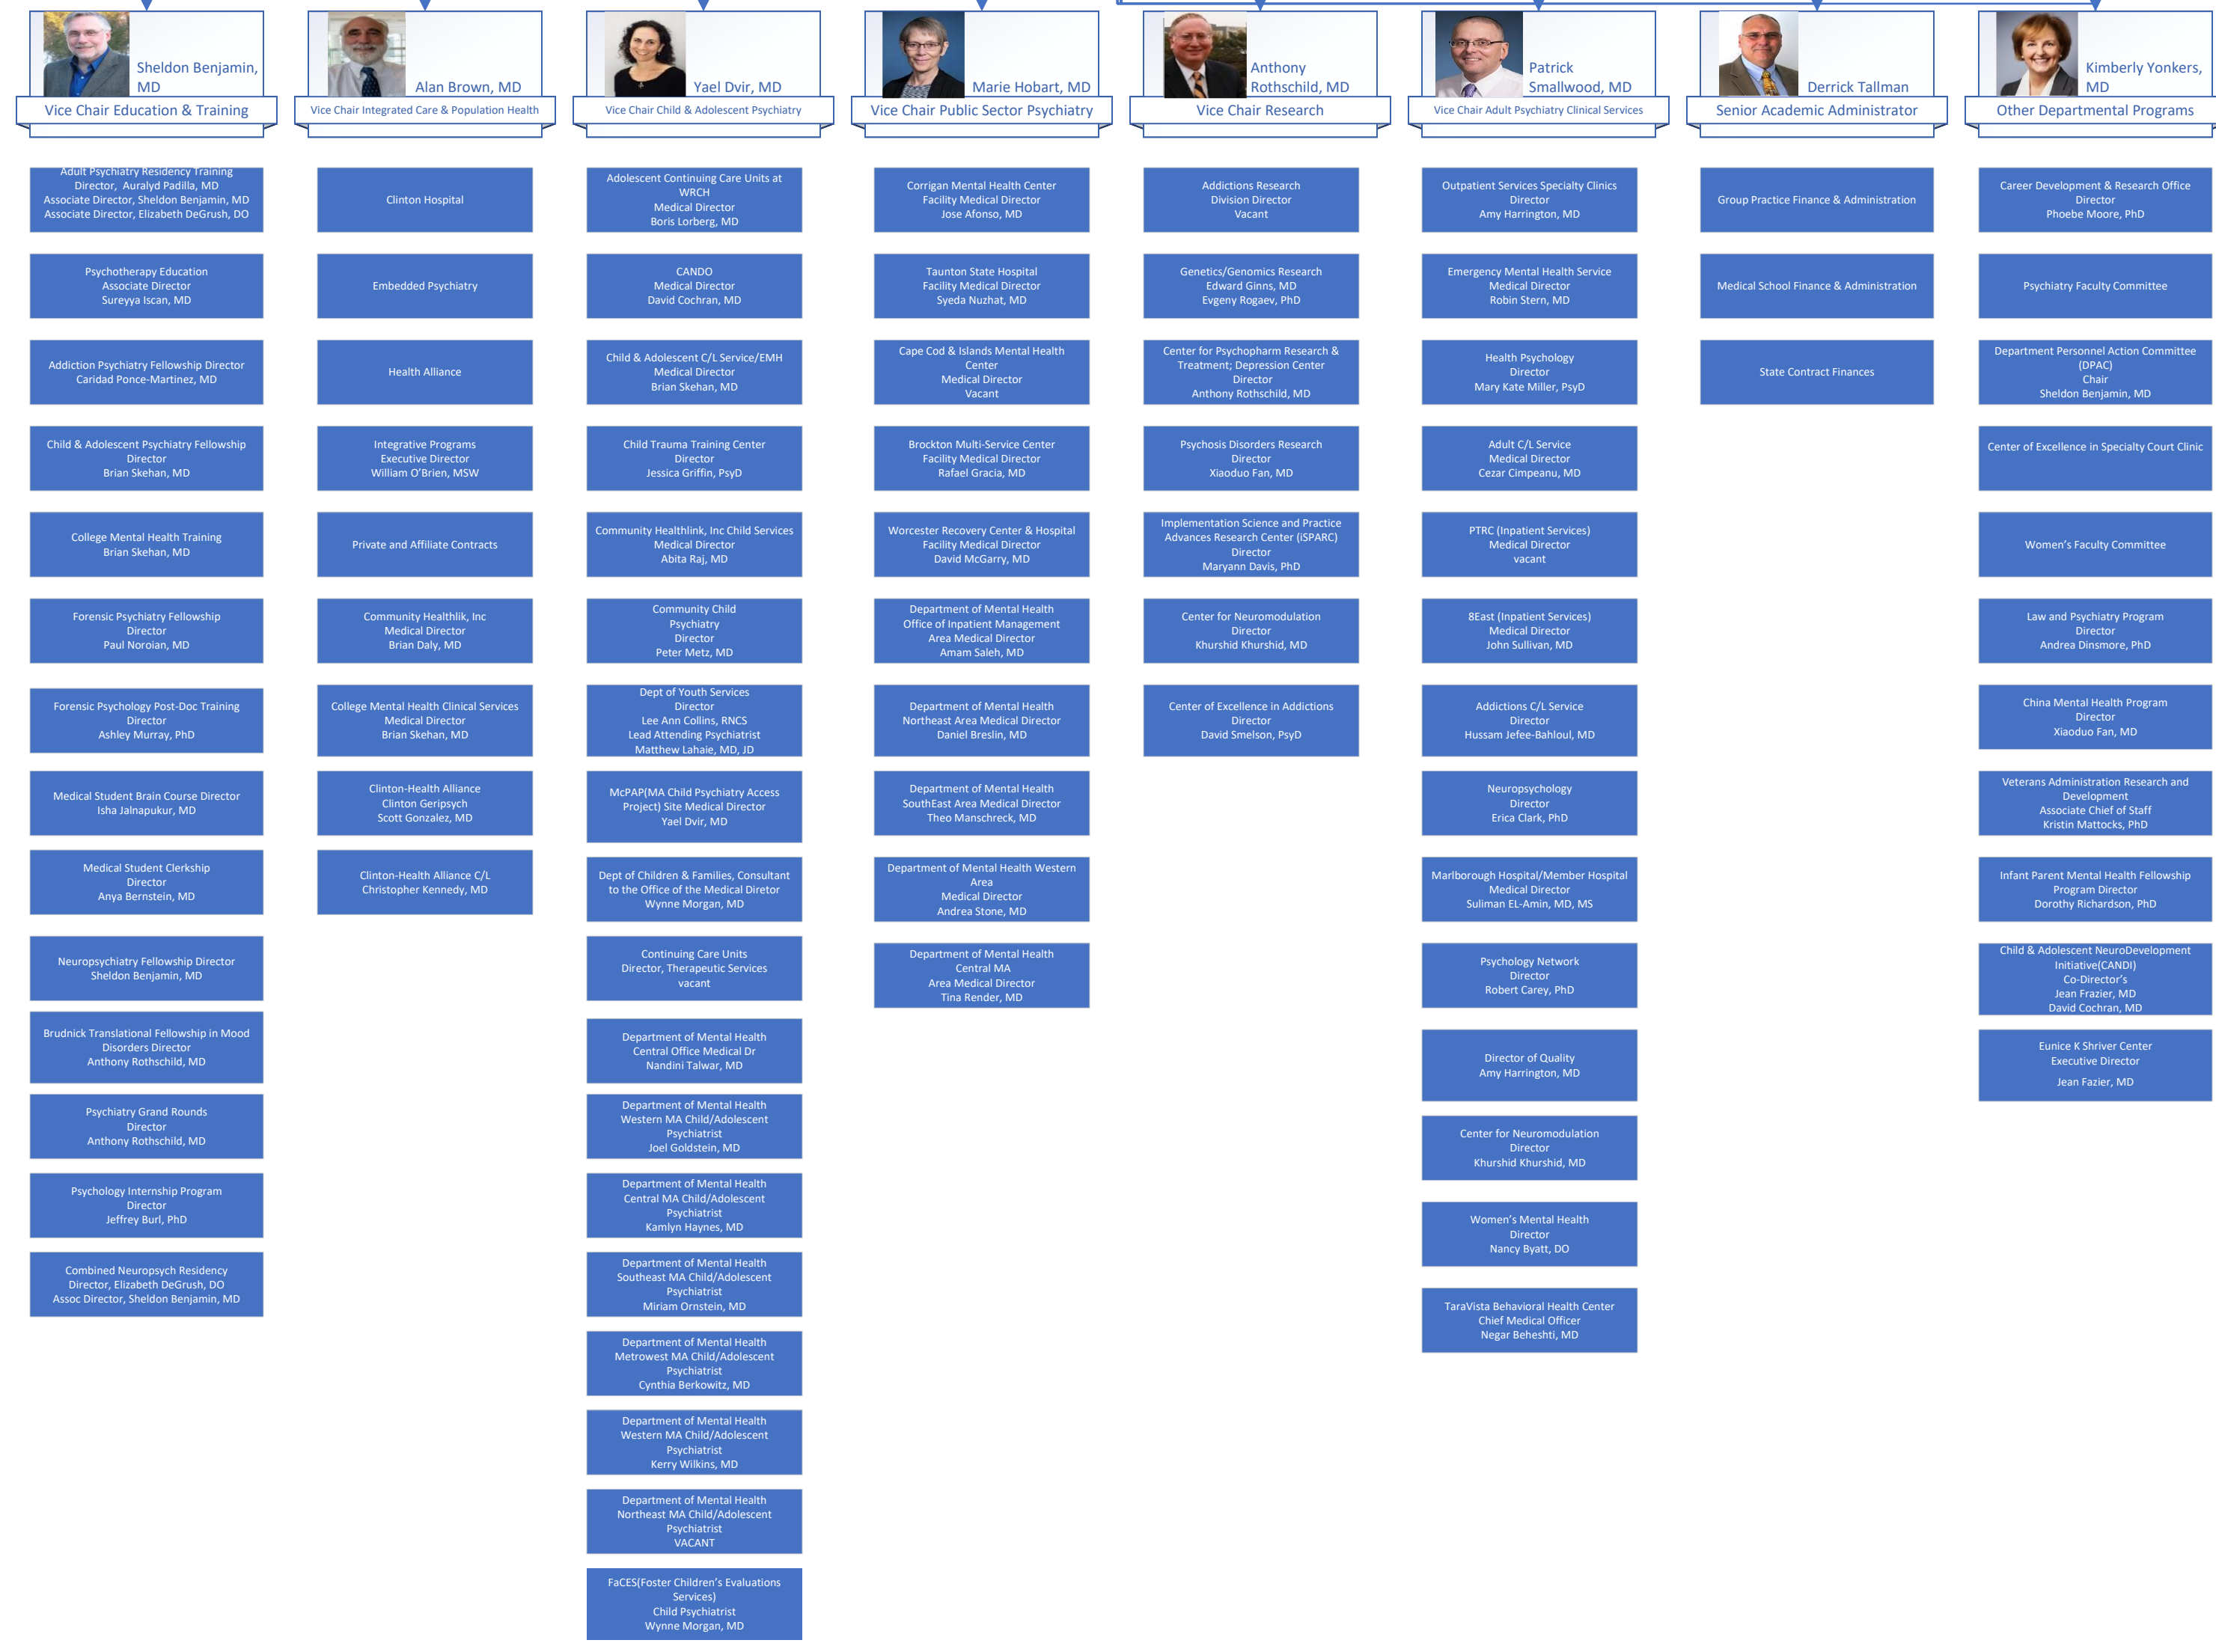 Sheldon Benjamin,
MD
Vice Chair Education & Training
Adult Psychiatry Residency Training
Director,  Auralyd Padilla, MD
Associate Director, Sheldon Benjamin, MD
Associate Director, Elizabeth DeGrush, DO
Psychotherapy Education
Associate Director
Sureyya Iscan, MD
Addiction Psychiatry Fellowship Director
Caridad Ponce-Martinez, MD
Child & Adolescent Psychiatry Fellowship
Director
Brian Skehan, MD
College Mental Health Training
Brian Skehan, MD
Forensic Psychiatry Fellowship
Director
Paul Noroian, MD
Forensic Psychology Post-Doc Training
Director
Ashley Murray, PhD
Medical Student Brain Course Director
Isha Jalnapukur, MD
Medical Student Clerkship
Director
Anya Bernstein, MD
Neuropsychiatry Fellowship Director
Sheldon Benjamin, MD
Brudnick Translational Fellowship in Mood
Disorders Director
Anthony Rothschild, MD
Psychiatry Grand Rounds
Director
Anthony Rothschild, MD
Psychology Internship Program
Director
Jeffrey Burl, PhD
Combined Neuropsych Residency
Director, Elizabeth DeGrush, DO
Assoc Director, Sheldon Benjamin, MD
Alan Brown, MD
Vice Chair Integrated Care & Population Health
Clinton Hospital
Embedded Psychiatry
Health Alliance
Integrative Programs
Executive Director
William O’Brien, MSW
Private and Affiliate Contracts
Community Healthlik, Inc
Medical Director
Brian Daly, MD
College Mental Health Clinical Services
Medical Director
Brian Skehan, MD
Clinton-Health Alliance
Clinton Geripsych
Scott Gonzalez, MD
Clinton-Health Alliance C/L
Christopher Kennedy, MD
Yael Dvir, MD
Vice Chair Child & Adolescent Psychiatry
Adolescent Continuing Care Units at
WRCH
Medical Director
Boris Lorberg, MD
CANDO
Medical Director
David Cochran, MD
Child & Adolescent C/L Service/EMH
Medical Director
Brian Skehan, MD
Child Trauma Training Center
Director
Jessica Griffin, PsyD
Community Healthlink, Inc Child Services
Medical Director
Abita Raj, MD
Community Child
Psychiatry
Director
Peter Metz, MD
Dept of Youth Services
Director
Lee Ann Collins, RNCS
Lead Attending Psychiatrist
Matthew Lahaie, MD, JD
McPAP(MA Child Psychiatry Access
Project) Site Medical Director
Yael Dvir, MD
Dept of Children & Families, Consultant
to the Office of the Medical Diretor
Wynne Morgan, MD
Continuing Care Units
Director, Therapeutic Services
vacant
Department of Mental Health
Central Office Medical Dr
Nandini Talwar, MD
Department of Mental Health
Western MA Child/Adolescent
Psychiatrist
Joel Goldstein, MD
Department of Mental Health
Central MA Child/Adolescent
Psychiatrist
Kamlyn Haynes, MD
Department of Mental Health
Southeast MA Child/Adolescent
Psychiatrist
Miriam Ornstein, MD
Department of Mental Health
Metrowest MA Child/Adolescent
Psychiatrist
Cynthia Berkowitz, MD
Department of Mental Health
Western MA Child/Adolescent
Psychiatrist
Kerry Wilkins, MD
Department of Mental Health
Northeast MA Child/Adolescent
Psychiatrist
VACANT
FaCES(Foster Children’s Evaluations
Services)
Child Psychiatrist
Wynne Morgan, MD
Marie Hobart, MD
Vice Chair Public Sector Psychiatry
Corrigan Mental Health Center
Facility Medical Director
Jose Afonso, MD
Taunton State Hospital
Facility Medical Director
Syeda Nuzhat, MD
Cape Cod & Islands Mental Health
Center
Medical Director
Vacant
Brockton Multi-Service Center
Facility Medical Director
Rafael Gracia, MD
Worcester Recovery Center & Hospital
Facility Medical Director
David McGarry, MD
Department of Mental Health
Office of Inpatient Management
Area Medical Director
Amam Saleh, MD
Department of Mental Health
Northeast Area Medical Director
Daniel Breslin, MD
Department of Mental Health
SouthEast Area Medical Director
Theo Manschreck, MD
Department of Mental Health Western
Area
Medical Director
Andrea Stone, MD
Department of Mental Health
Central MA
Area Medical Director
Tina Render, MD
Anthony
Rothschild, MD
Vice Chair Research
Addictions Research
Division Director
Vacant
Genetics/Genomics Research
Edward Ginns, MD
Evgeny Rogaev, PhD
Center for Psychopharm Research &
Treatment; Depression Center
Director
Anthony Rothschild, MD
Psychosis Disorders Research
Director
Xiaoduo Fan, MD
Implementation Science and Practice
Advances Research Center (iSPARC)
Director
Maryann Davis, PhD
Center for Neuromodulation
Director
Khurshid Khurshid, MD
Center of Excellence in Addictions
Director
David Smelson, PsyD
Patrick
Smallwood, MD
Vice Chair Adult Psychiatry Clinical Services
Outpatient Services Specialty Clinics
Director
Amy Harrington, MD
Emergency Mental Health Service
Medical Director
Robin Stern, MD
Health Psychology
Director
Mary Kate Miller, PsyD
Adult C/L Service
Medical Director
Cezar Cimpeanu, MD
PTRC (Inpatient Services)
Medical Director
vacant
8East (Inpatient Services)
Medical Director
John Sullivan, MD
Addictions C/L Service
Director
Hussam Jefee-Bahloul, MD
Neuropsychology
Director
Erica Clark, PhD
Marlborough Hospital/Member Hospital
Medical Director
Suliman EL-Amin, MD, MS
Psychology Network
Director
Robert Carey, PhD
Director of Quality
Amy Harrington, MD
Center for Neuromodulation
Director
Khurshid Khurshid, MD
Women’s Mental Health
Director
Nancy Byatt, DO
TaraVista Behavioral Health Center
Chief Medical Officer
Negar Beheshti, MD
Derrick Tallman
Senior Academic Administrator
Group Practice Finance & Administration
Medical School Finance & Administration
State Contract Finances
Kimberly Yonkers,
MD
Other Departmental Programs
Career Development & Research Office
Director
Phoebe Moore, PhD
Psychiatry Faculty Committee
Department Personnel Action Committee
(DPAC)
Chair
Sheldon Benjamin, MD
Center of Excellence in Specialty Court Clinic
Women’s Faculty Committee
Law and Psychiatry Program
Director
Andrea Dinsmore, PhD
China Mental Health Program
Director
Xiaoduo Fan, MD
Veterans Administration Research and
Development
Associate Chief of Staff
Kristin Mattocks, PhD
Infant Parent Mental Health Fellowship
Program Director
Dorothy Richardson, PhD
Child & Adolescent NeuroDevelopment
Initiative(CANDI)
Co-Director’s
Jean Frazier, MD
David Cochran, MD
Eunice K Shriver Center
Executive Director
Jean Fazier, MD